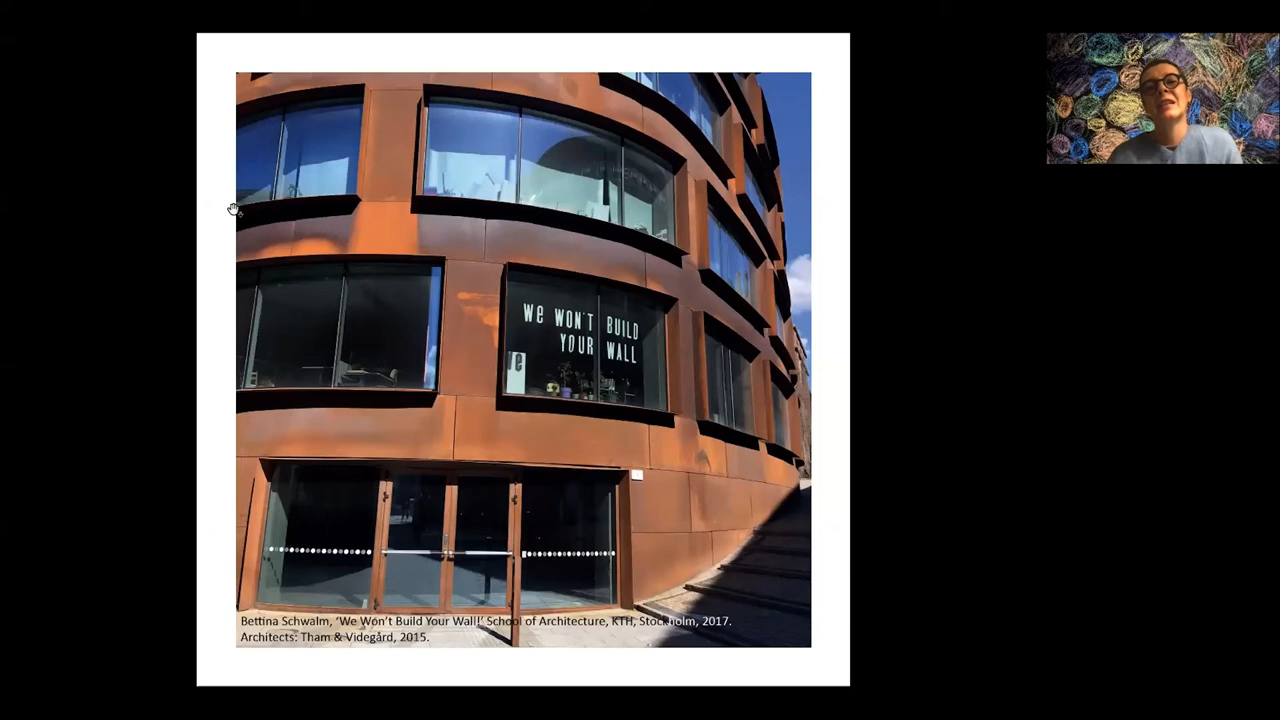 We WON'T BUILD
YOUR WALL
Bettina Schwalm, 'We Won't Build Your Wall!' School of Architecture, KTH, Stockholm, 2017.
Architects: Tham & Videgård, 2015.